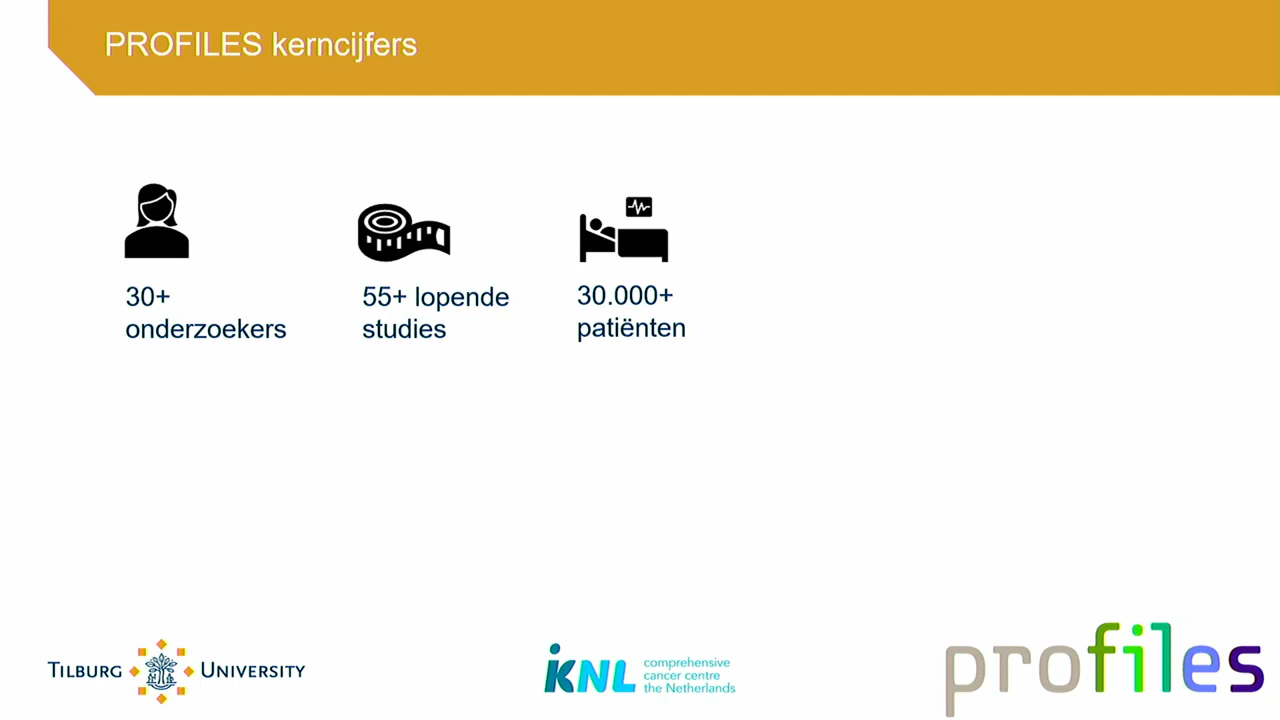 PROFILES kerncijfers
30+
onderzoekers
55+ lopende
studies
30.000+
patiënten
TILBURG UNIVERSITY
iKNL
comprehensive
cancer centre
the Netherlands
profiles